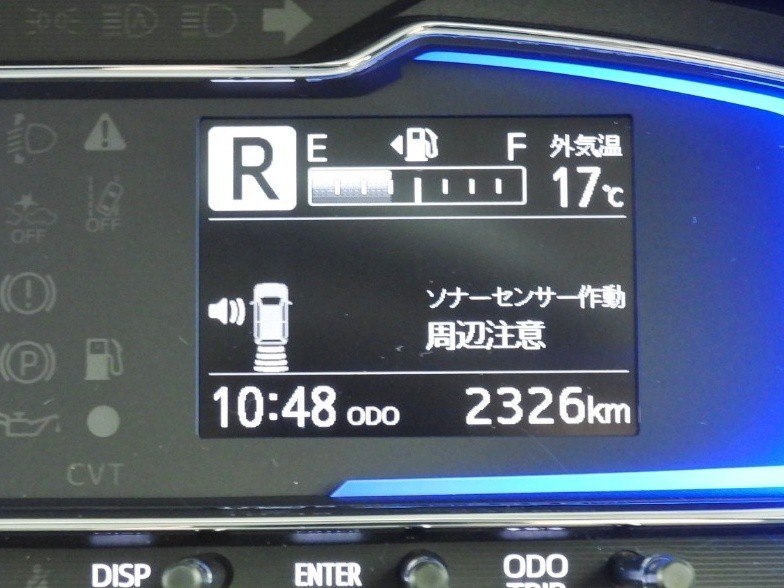 R E F 外気温
17℃
ソナーセンサー作動
周辺注意
10:48 ODO 2326km
OFF OFF
P
CVT
DISP ENTER ODO
TRIP